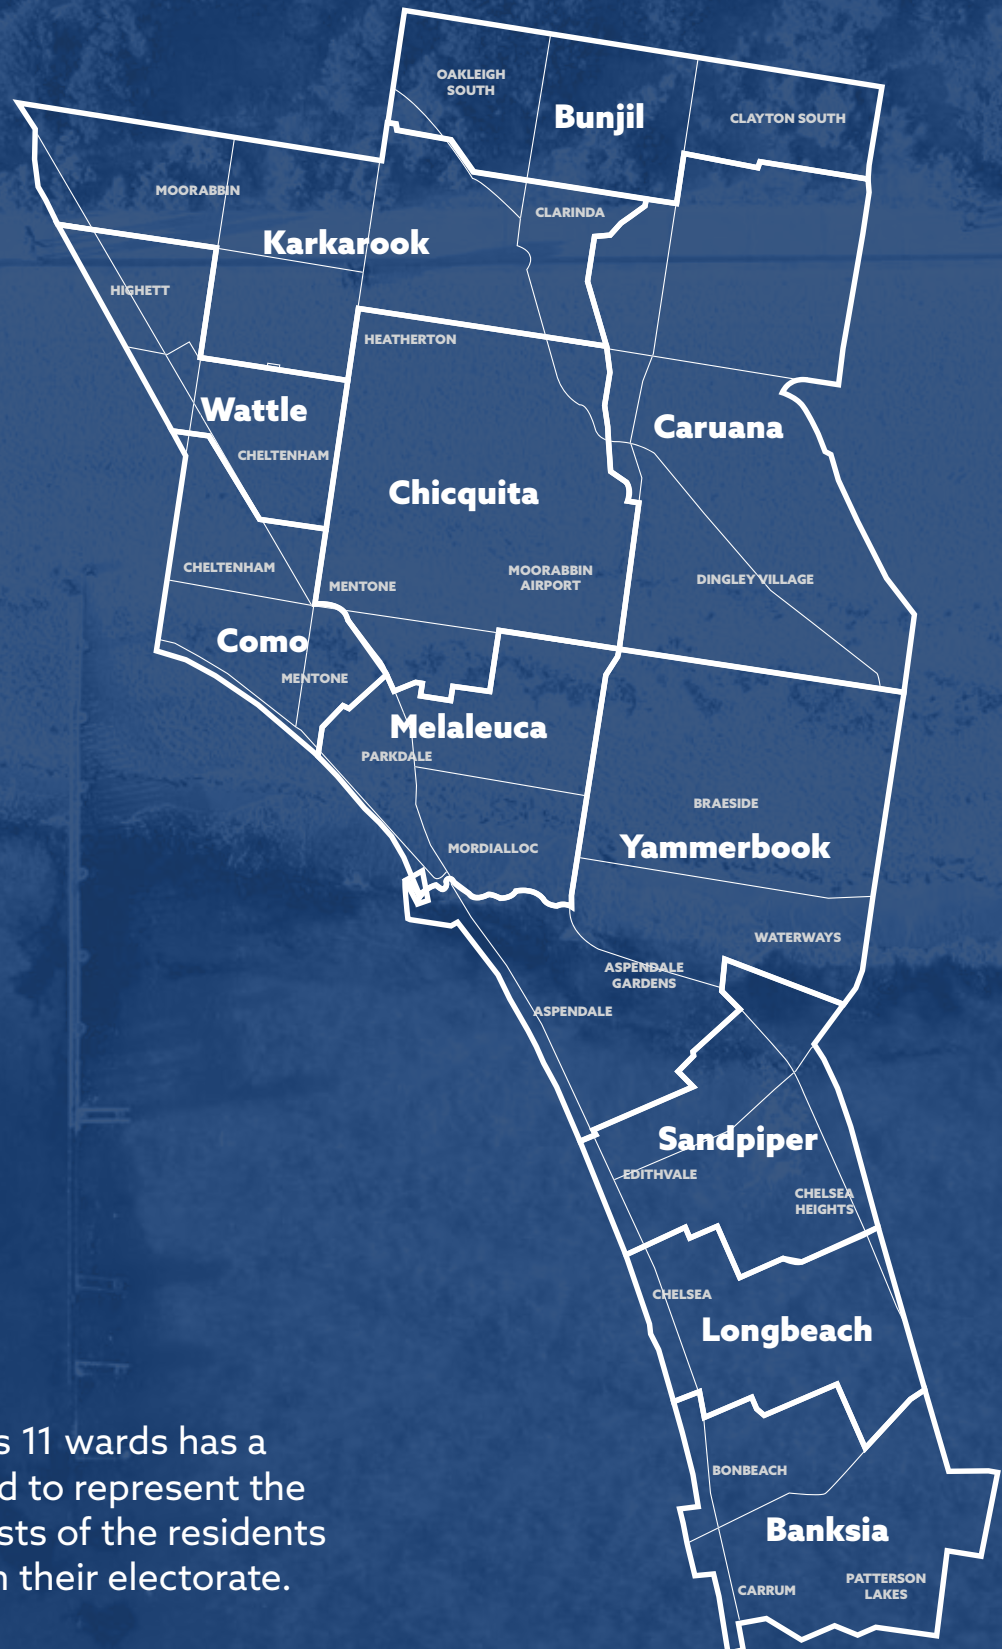 OAKLEIGH
SOUTH
Bunjil
CLAYTON SOUTH
MOORABBIN
CLARINDA
Karkarook
HIGHETT
HEATHERTON
Wattle
Caruana
CHELTENHAM
Chicquita
CHELTENHAM
MENTONE
MOORABBIN
AIRPORT
DINGLEY VILLAGE
Como
MENTONE
Melaleuca
PARKDALE
BRAESIDE
MORDIALLOC
Yammerbook
WATERWAYS
ASPENDALE
GARDENS
ASPENDALE
Sandpiper
EDITHVALE
CHELSEA
HEIGHTS
CHELSEA
Longbeach
BONBEACH
Banksia
CARRUM
PATTERSON
LAKES
s 11 wards has a
d to represent the
sts of the residents
n their electorate.